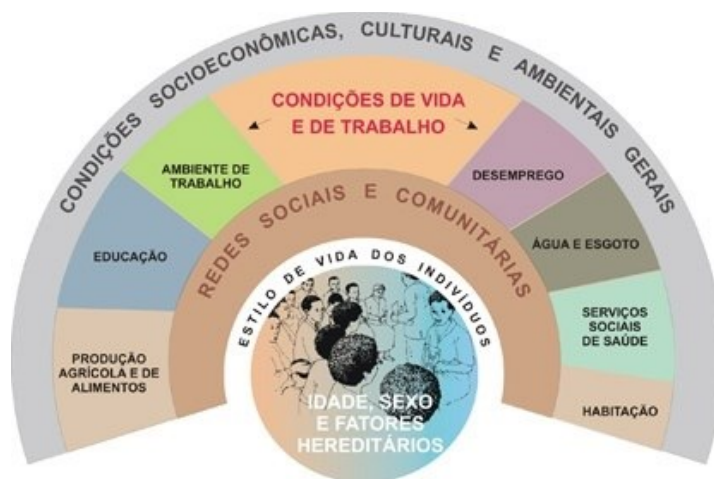 CONDIÇÕES SOCIOECONÔMICAS, CULTURAIS E AMBIENTAIS GERAIS
CONDIÇÕES DE VIDA
E DE TRABALHO
AMBIENTE DE
TRABALHO
DESEMPREGO
EDUCAÇÃO
ÁGUA E ESGOTO
PRODUÇÃO
AGRÍCOLA E DE
ALIMENTOS
SERVIÇOS
SOCIAIS
DE SAÚDE
HABITAÇÃO
REDES SOCIAIS E COMUNITÁRIAS
ESTILO DE VIDA DOS INDIVÍDUOS
IDADE, SEXO
E FATORES
HEREDITÁRIOS